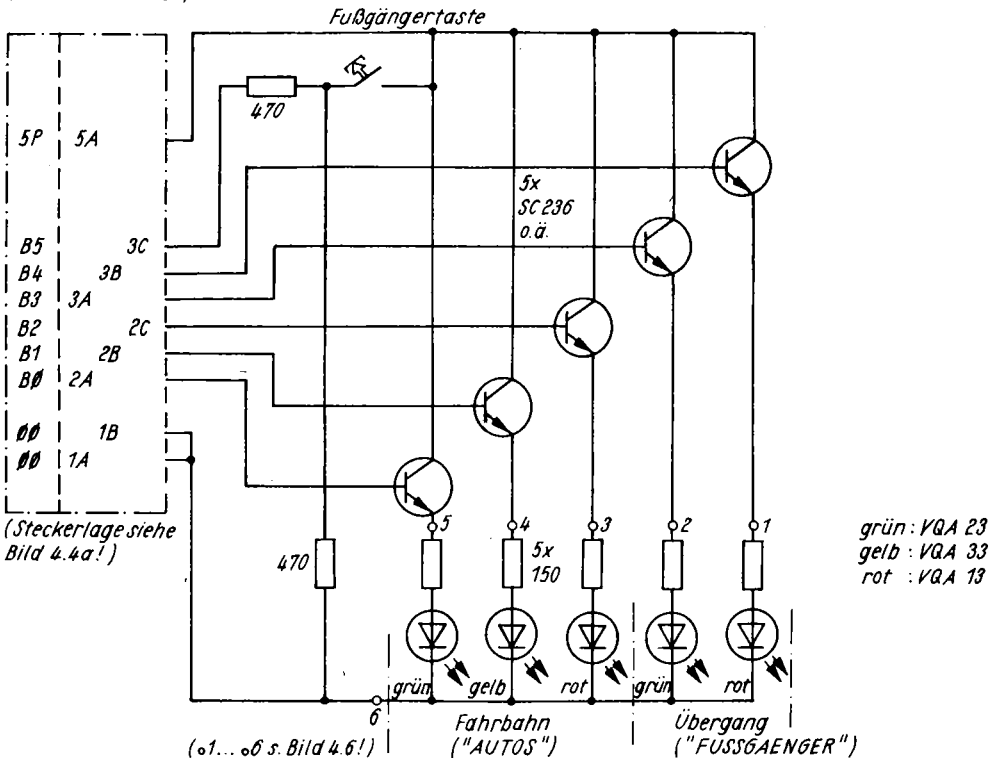 Fußgängertaste
470
5P 5A
5x
SC 236
o.ä.
B5 3C
B4 3B
B3 3A
B2 2C
B1 2B
BØ 2A
ØØ 1B
ØØ 1A
(Steckerlage siehe
Bild 4.4a!)
470
5 4 3 2 1
5x
150
grün : VQA 23
gelb : VQA 33
rot : VQA 13
grün gelb rot grün rot
6
Fahrbahn
("AUTOS")
Übergang
("FUSSGAENGER")
(o1...o6 s. Bild 4.6!)